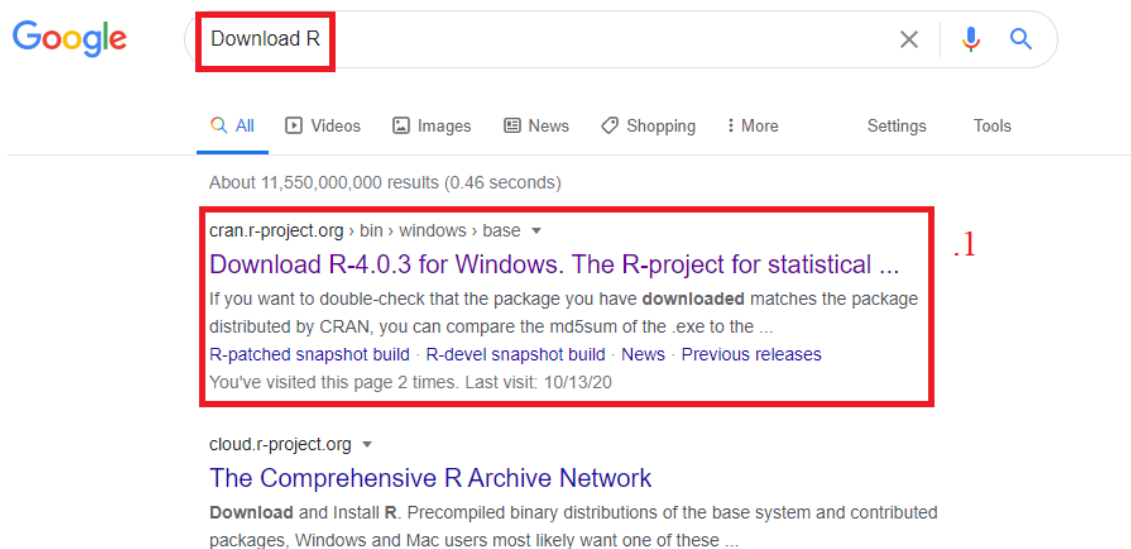 Google
Download R
All Videos Images News Shopping More Settings Tools
About 11,550,000,000 results (0.46 seconds)
cran.r-project.org › bin › windows › base
Download R-4.0.3 for Windows. The R-project for statistical ...
.1
If you want to double-check that the package you have downloaded matches the package
distributed by CRAN, you can compare the md5sum of the .exe to the ...
R-patched snapshot build · R-devel snapshot build · News · Previous releases
You've visited this page 2 times. Last visit: 10/13/20
cloud.r-project.org
The Comprehensive R Archive Network
Download and Install R. Precompiled binary distributions of the base system and contributed
packages, Windows and Mac users most likely want one of these ...